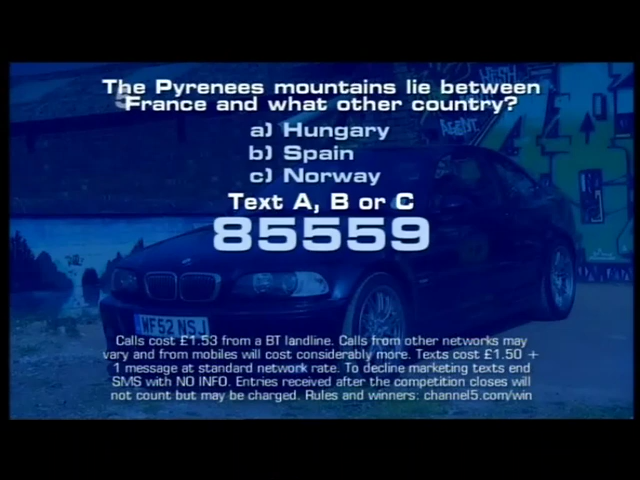 The Pyrenees mountains lie between
France and what other country?
a) Hungary
b) Spain
c) Norway
Text A, B or C
85559
WF52 NSJ
Calls cost £1.53 from a BT landline. Calls from other networks may
vary and from mobiles will cost considerably more. Texts cost £1.50 +
1 message at standard network rate. To decline marketing texts end
SMS with NO INFO. Entries received after the competition closes will
not count but may be charged. Rules and winners: channel5.com/win